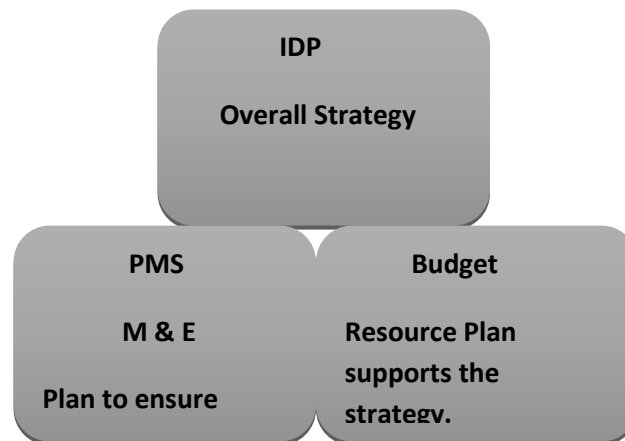 IDP
Overall Strategy
PMS
M & E
Plan to ensure
Budget
Resource Plan
supports the
strategy.